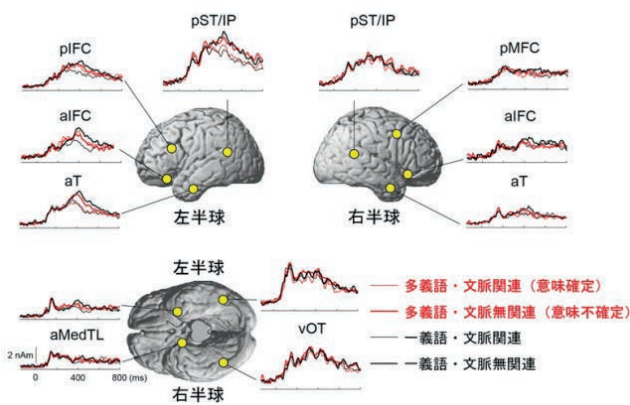 pST/IP
pST/IP
pIFC
pMFC
aIFC
aIFC
aT
aT
左半球
右半球
左半球
多義語・文脈関連（意味確定）
多義語・文脈無関連（意味不確定）
一義語・文脈関連
一義語・文脈無関連
aMedTL
vOT
2 nAm
0 400 800 (ms)
右半球